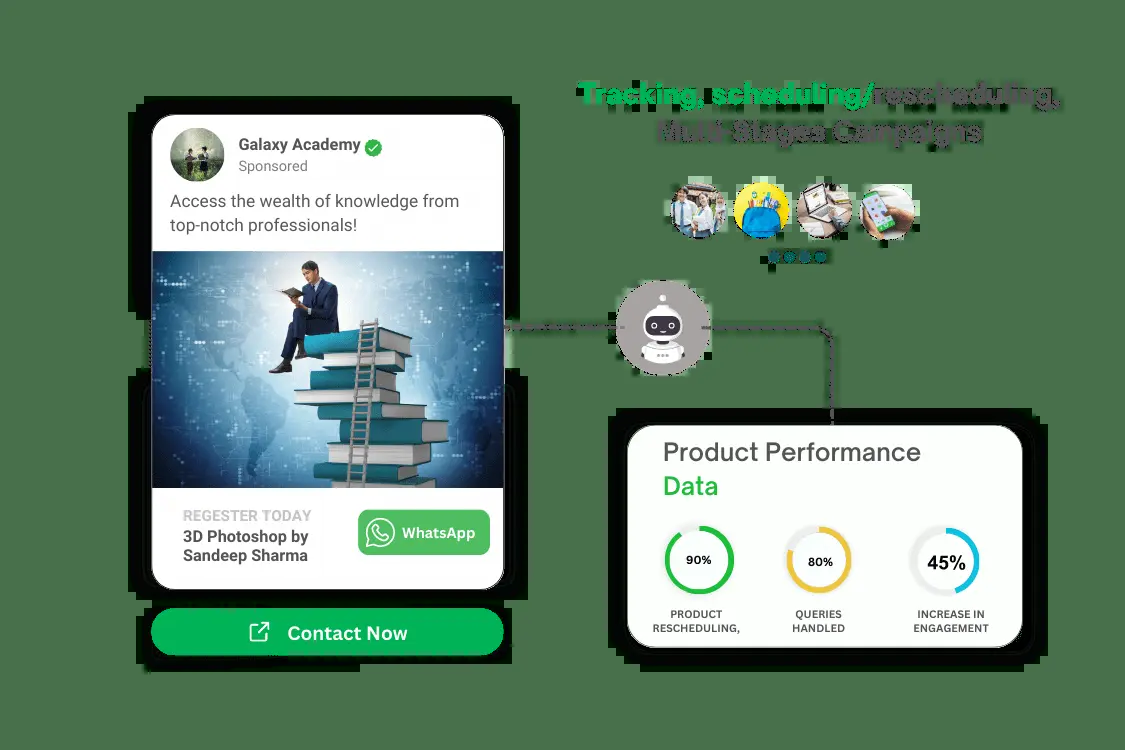 Tracking, scheduling/rescheduling,
Multi Stages Campaigns
Galaxy Academy
Sponsored
Access the wealth of knowledge from
top-notch professionals!
REGESTER TODAY
3D Photoshop by
Sandeep Sharma
WhatsApp
Contact Now
Product Performance
Data
90%
80%
45%
PRODUCT
RESCHEDULING,
QUERIES
HANDLED
INCREASE IN
ENGAGEMENT